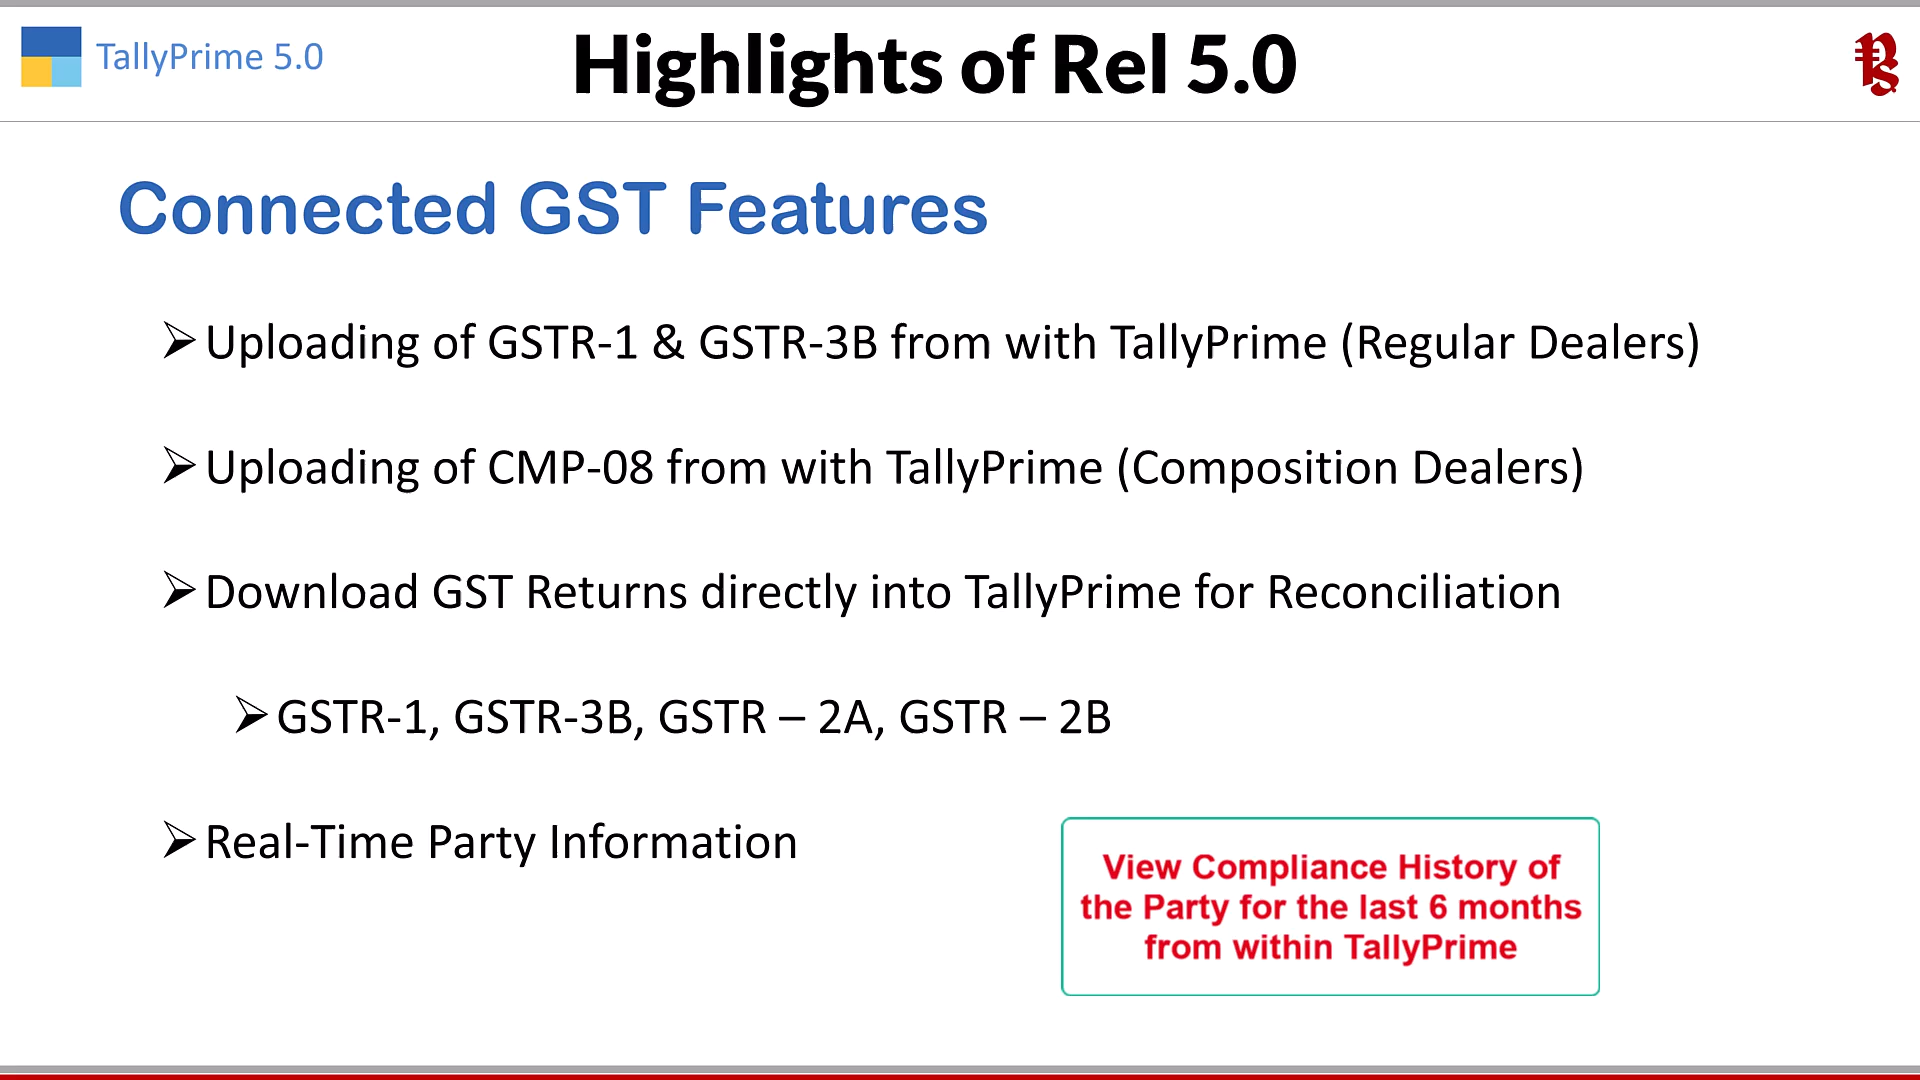 TallyPrime 5.0
Highlights of Rel 5.0
Connected GST Features
Uploading of GSTR-1 & GSTR-3B from with TallyPrime (Regular Dealers)
Uploading of CMP-08 from with TallyPrime (Composition Dealers)
Download GST Returns directly into TallyPrime for Reconciliation
GSTR-1, GSTR-3B, GSTR – 2A, GSTR – 2B
Real-Time Party Information
View Compliance History of
the Party for the last 6 months
from within TallyPrime